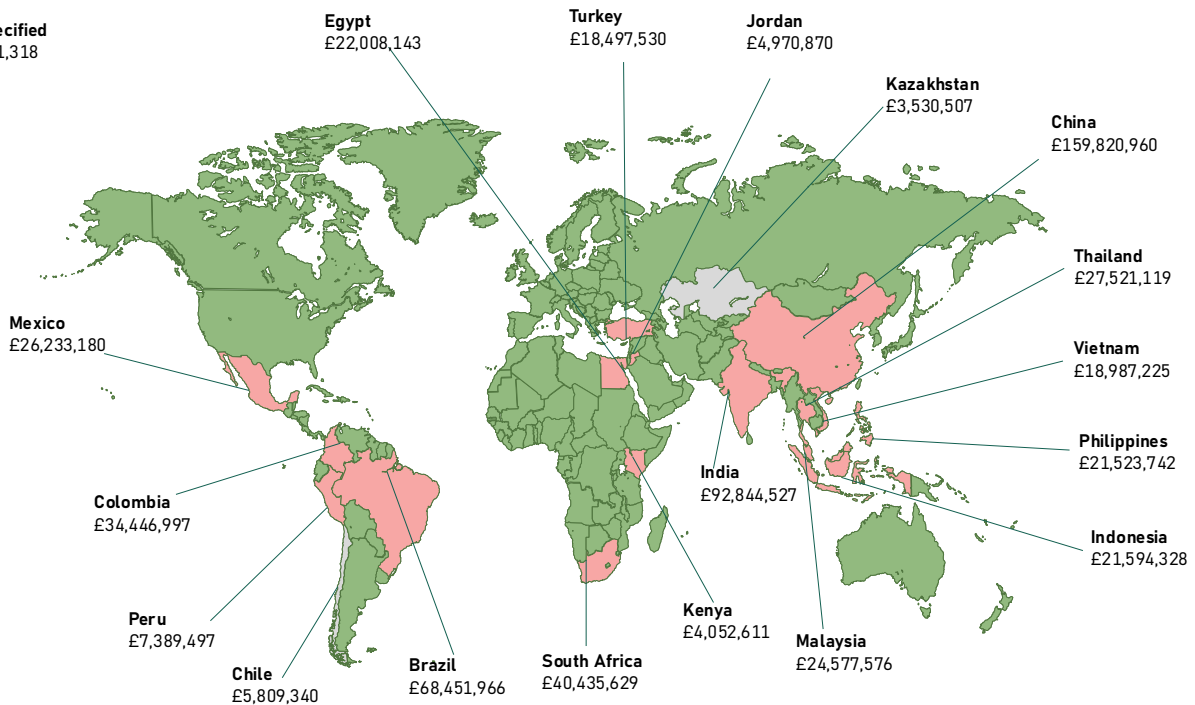 Egypt
£22,008,143
Turkey
£18,497,530
Jordan
£4,970,870
Kazakhstan
£3,530,507
China
£159,820,960
Thailand
£27,521,119
Mexico
£26,233,180
Vietnam
£18,987,225
Philippines
£21,523,742
India
£92,844,527
Colombia
£34,446,997
Indonesia
£21,594,328
Kenya
£4,052,611
Peru
£7,389,497
Malaysia
£24,577,576
South Africa
£40,435,629
Brazil
£68,451,966
Chile
£5,809,340